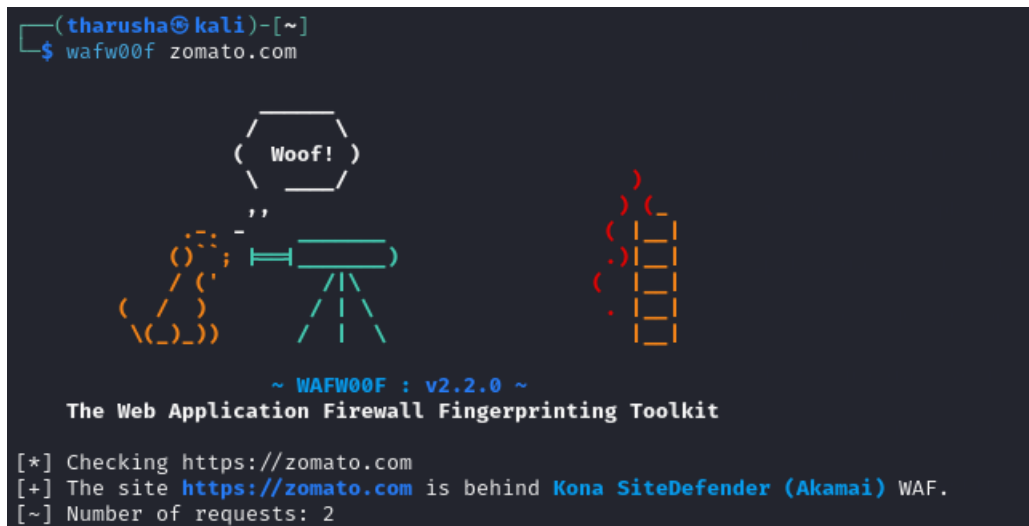 (tharusha㉿kali)-[~]
$ wafw00f zomato.com
Woof!
~ WAFW00F : v2.2.0 ~
The Web Application Firewall Fingerprinting Toolkit
[*] Checking https://zomato.com
[+] The site https://zomato.com is behind Kona SiteDefender (Akamai) WAF.
[~] Number of requests: 2